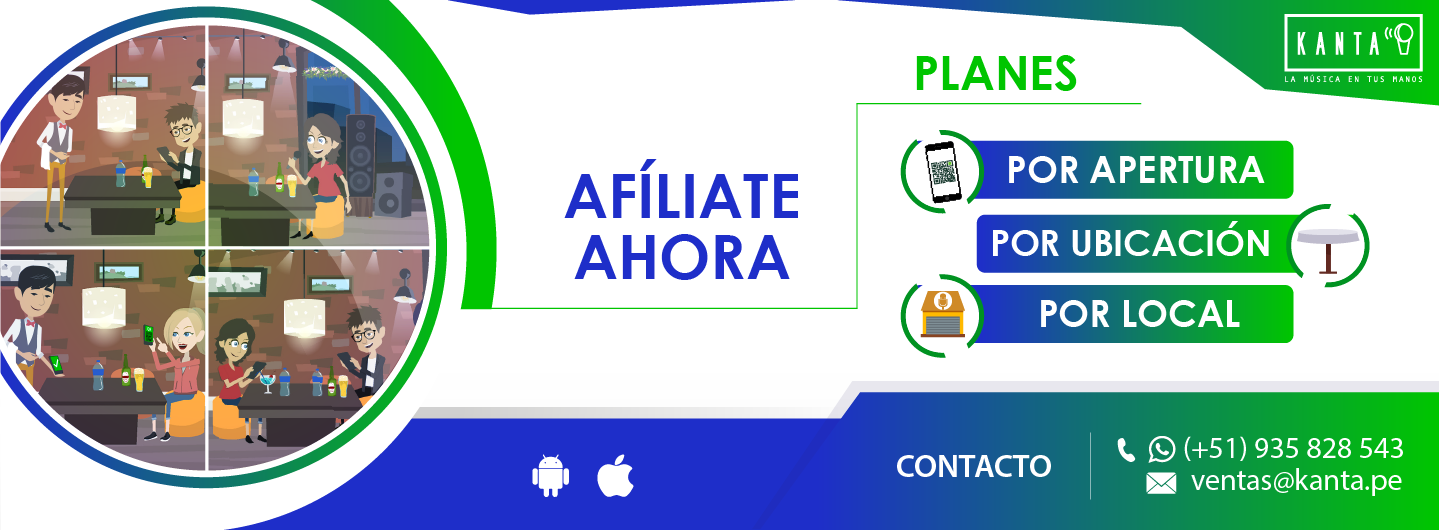 KANTA
LA MÚSICA EN TUS MANOS
PLANES
AFÍLIATE
AHORA
POR APERTURA
POR UBICACIÓN
POR LOCAL
CONTACTO
(+51) 935 828 543
ventas@kanta.pe